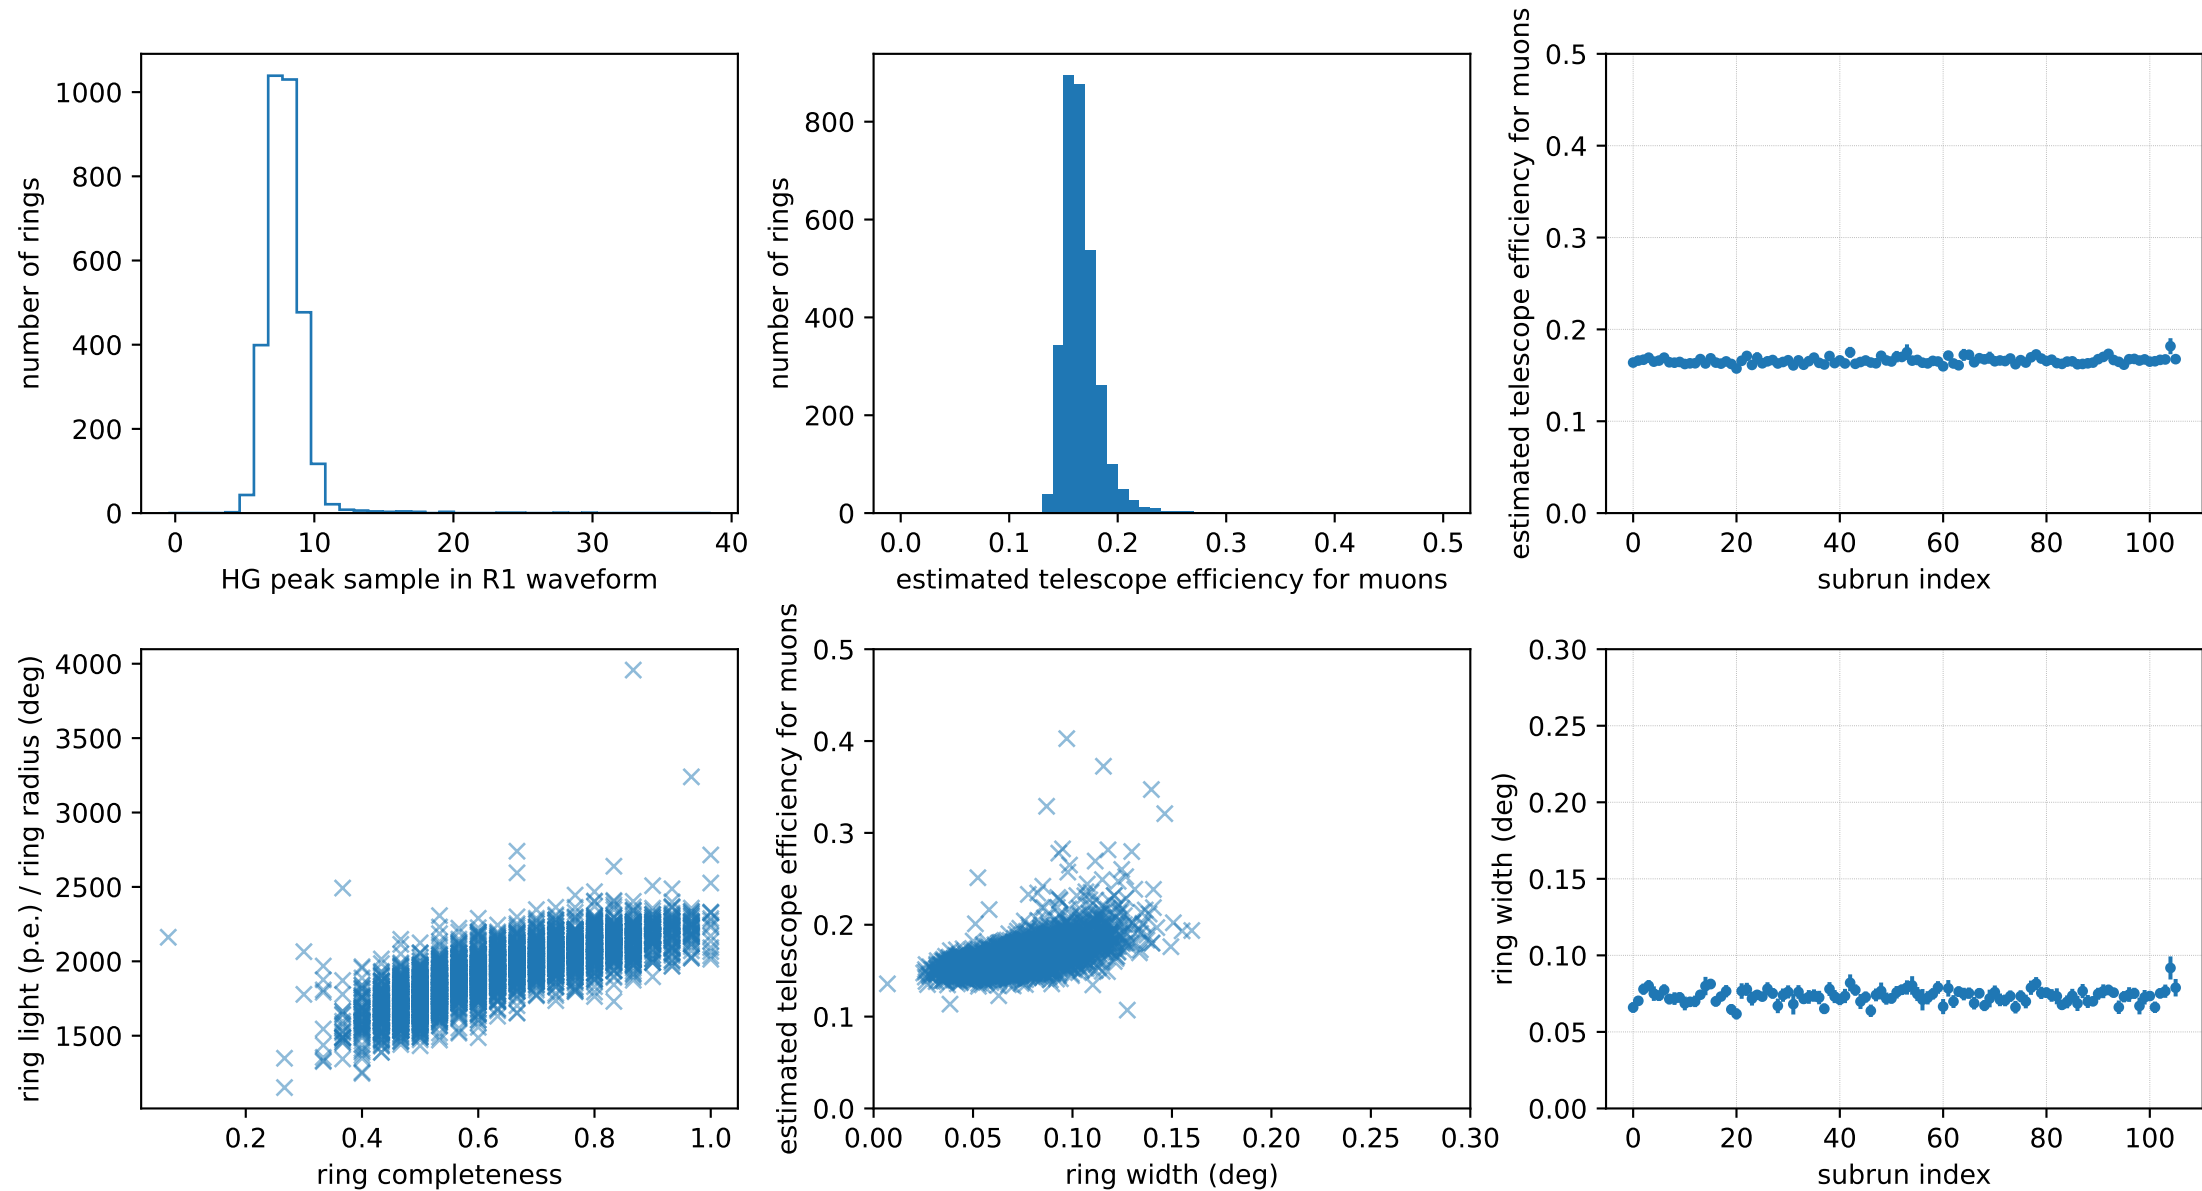 number of rings
1000
800
600
400
200
0
0 10 20 30 40
HG peak sample in R1 waveform
number of rings
800
600
400
200
0
0.0 0.1 0.2 0.3 0.4 0.5
estimated telescope efficiency for muons
estimated telescope efficiency for muons
0.5
0.4
0.3
0.2
0.1
0.0
0 20 40 60 80 100
subrun index
ring light (p.e.) / ring radius (deg)
4000
3500
3000
2500
2000
1500
0.2 0.4 0.6 0.8 1.0
ring completeness
estimated telescope efficiency for muons
0.5
0.4
0.3
0.2
0.1
0.0
0.00 0.05 0.10 0.15 0.20 0.25 0.30
ring width (deg)
ring width (deg)
0.30
0.25
0.20
0.15
0.10
0.05
0.00
0 20 40 60 80 100
subrun index